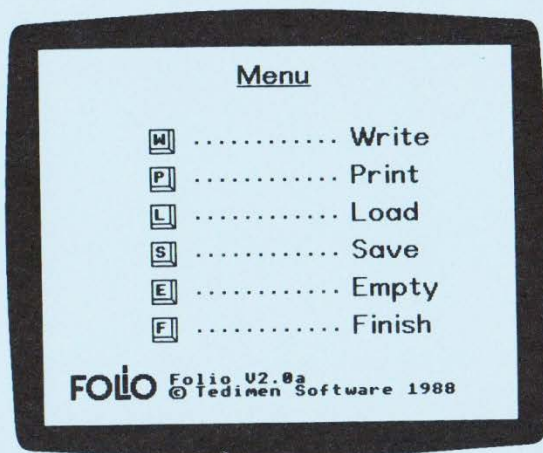 Menu
W ............ Write
P ............ Print
L ............ Load
S ............ Save
E ............ Empty
F ............ Finish
FOLIO Folio V2.0a
© Tedimen Software 1988